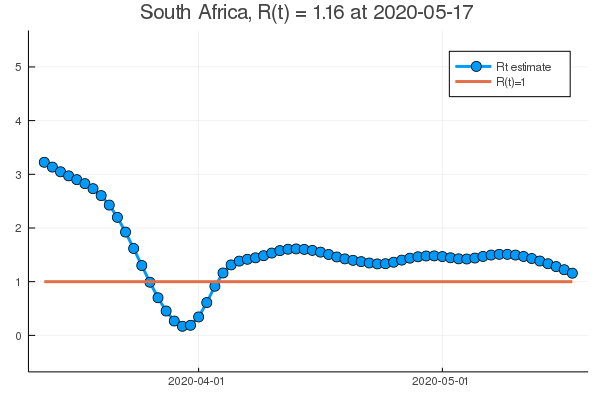 South Africa, R(t) = 1.16 at 2020-05-17
5
4
3
2
1
0
Rt estimate
R(t)=1
2020-04-01
2020-05-01